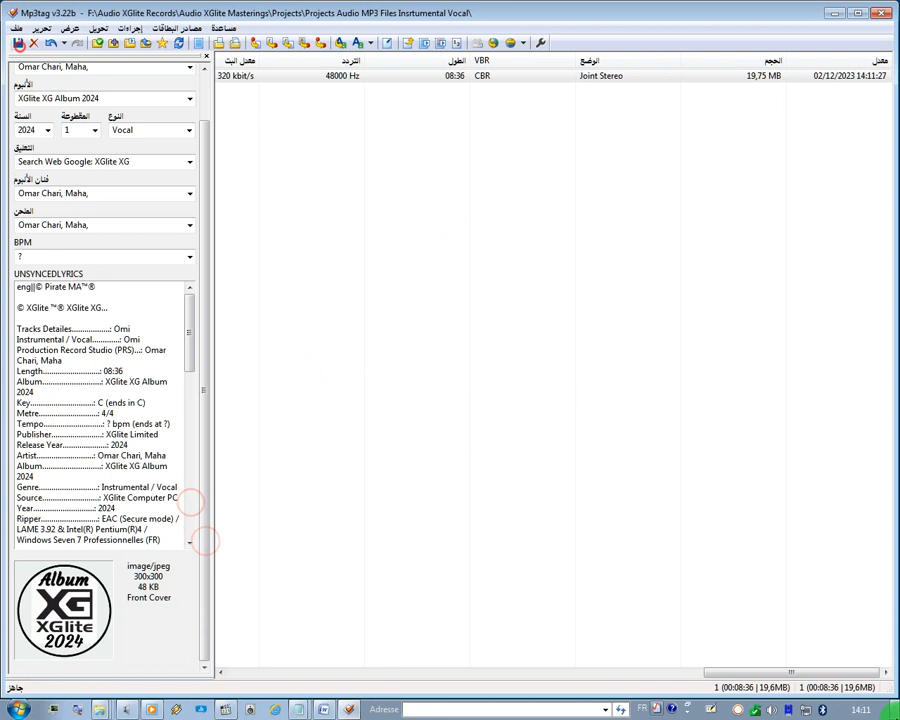 Mp3tag v3.22b - F:\Audio XGlite Records\Audio XGlite Masterings\Projects\Projects Audio MP3 Files Insrtumental Vocal\
ملف تحرير عرض تحويل إجراءات مصادر البطاقات مساعدة
Omar Chari, Maha,
الألبيوم
XGlite XG Album 2024
السنة المقطوعة النوع
2024 1 Vocal
التعليق
Search Web Google: XGlite XG
فنان الألبيوم
Omar Chari, Maha,
الملحن
Omar Chari, Maha,
BPM
?
UNSYNCEDLYRICS
eng||© Pirate MA™®
© XGlite ™® XGlite XG...
Tracks Detailes..................: Omi
Instrumental / Vocal..........: Omi
Production Record Studio (PRS)...: Omar
Chari, Maha
Length..........................: 08:36
Album..........................: XGlite XG Album
2024
Key..............................: C (ends in C)
Metre...........................: 4/4
Tempo..........................: ? bpm (ends at ?)
Publisher......................: XGlite Limited
Release Year..................: 2024
Artist...........................: Omar Chari, Maha
Album..........................: XGlite XG Album
2024
Genre..........................: Instrumental / Vocal
Source.........................: XGlite Computer PC
Year.............................: 2024
Ripper..........................: EAC (Secure mode) /
LAME 3.92 & Intel(R) Pentium(R)4 /
Windows Seven 7 Professionnelles (FR)
Album
XG
XGlite
2024
image/jpeg
300x300
48 KB
Front Cover
معدل البت التردد الطول VBR الوضع الحجم معدل
320 kbit/s 48000 Hz 08:36 CBR Joint Stereo 19,75 MB 02/12/2023 14:11:27
جاهز
1 (00:08:36 | 19,6MB) 1 (00:08:36 | 19,6MB)
Adresse FR 14:11